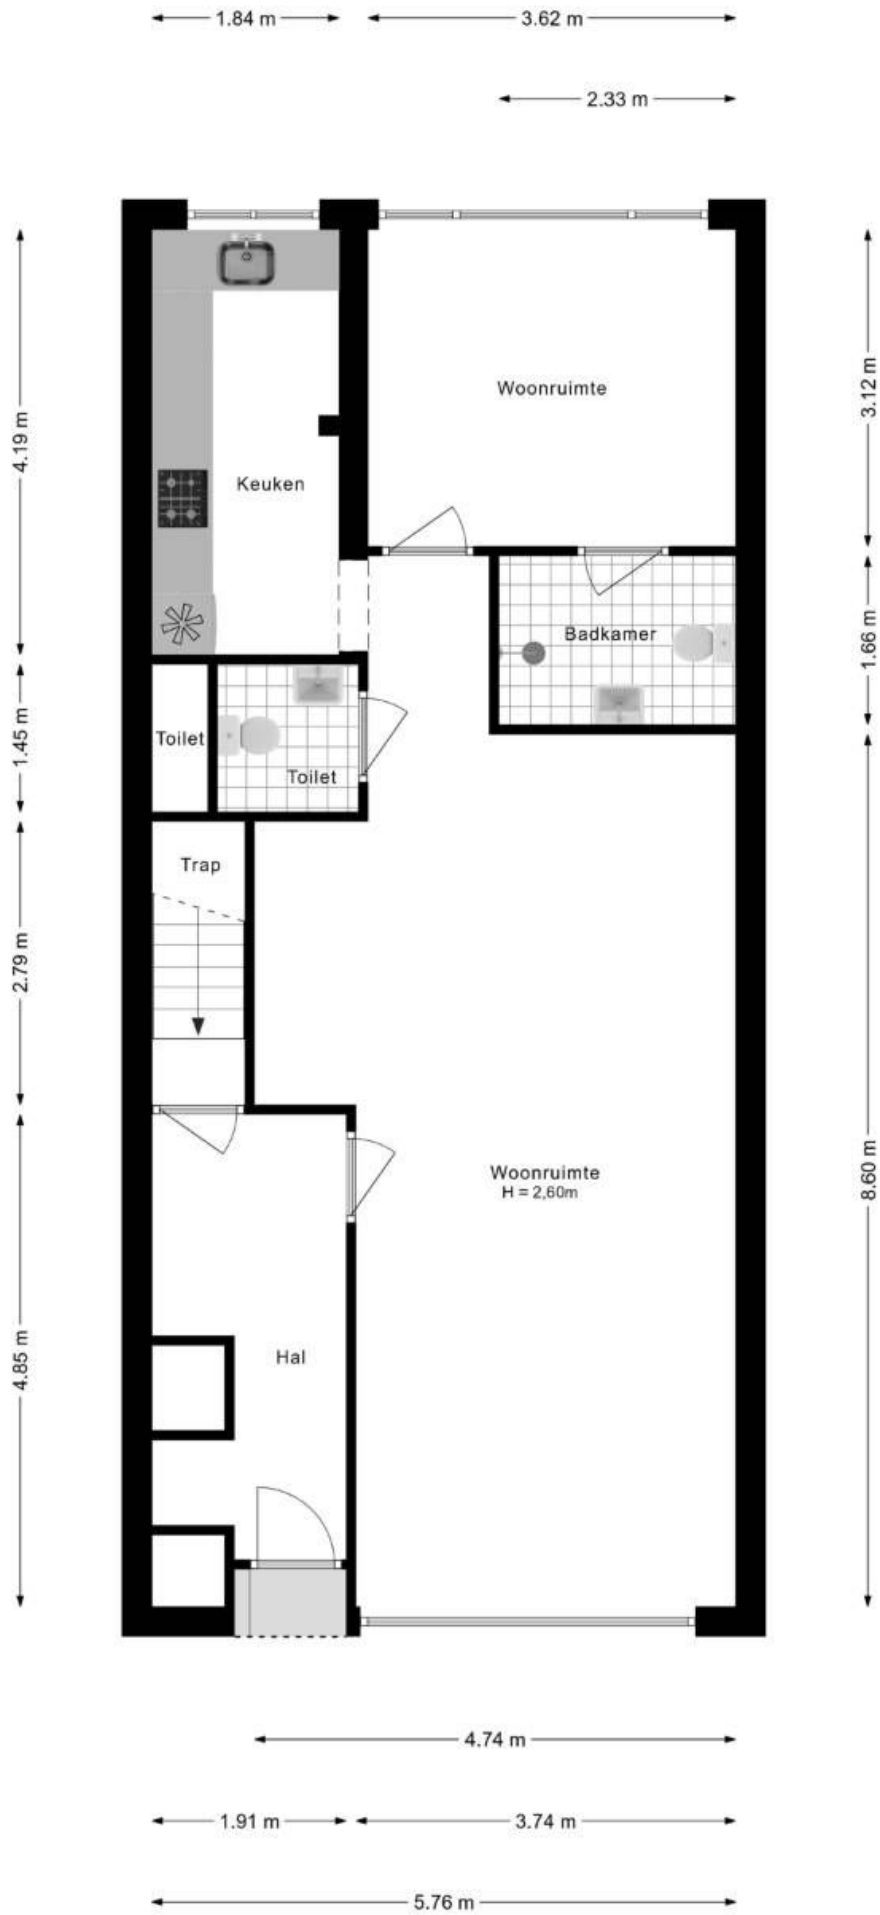 1.84 m
3.62 m
2.33 m
4.19 m
3.12 m
Woonruimte
Keuken
Badkamer
1.66 m
1.45 m
Toilet
Toilet
Trap
2.79 m
Woonruimte
H = 2,60m
8.60 m
4.85 m
Hal
4.74 m
1.91 m
3.74 m
5.76 m